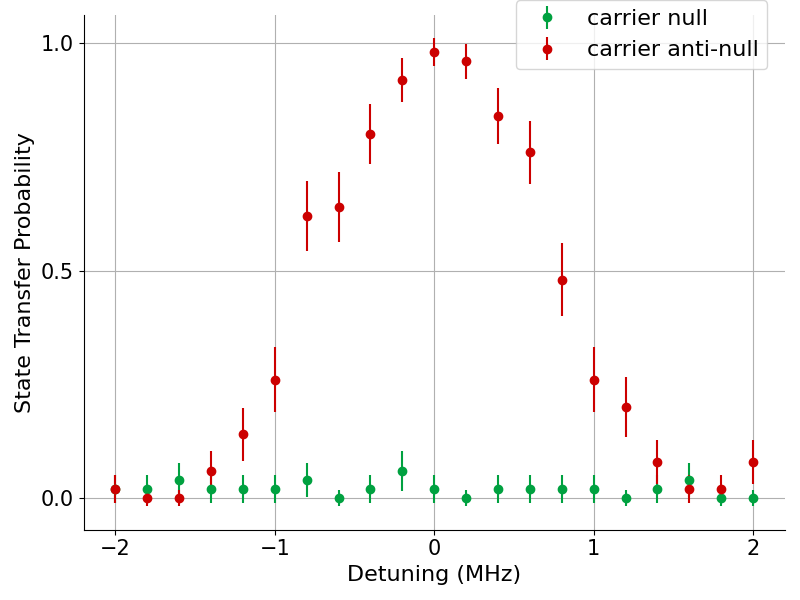 carrier null
carrier anti-null
1.0
0.5
0.0
State Transfer Probability
−2
−1
0
1
2
Detuning (MHz)